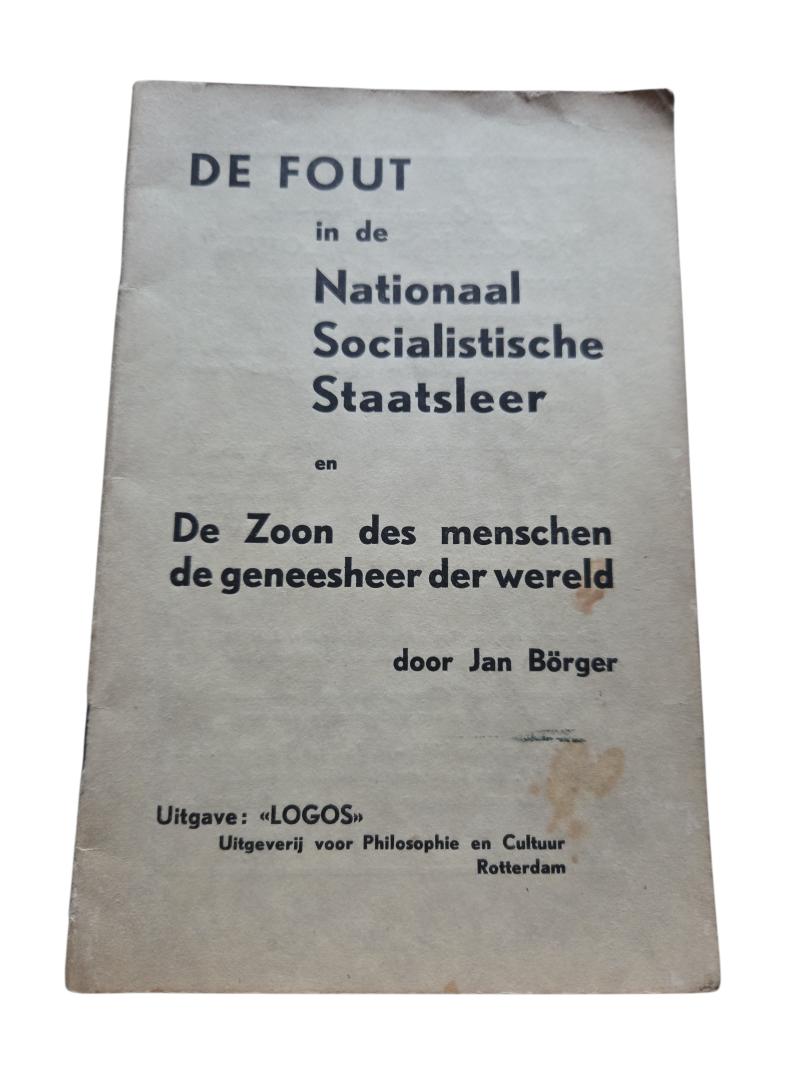 DE FOUT
in de
Nationaal
Socialistische
Staatsleer
en
De Zoon des menschen
de geneesheer der wereld
door Jan Börger
Uitgave: «LOGOS»
Uitgeverij voor Philosophie en Cultuur
Rotterdam